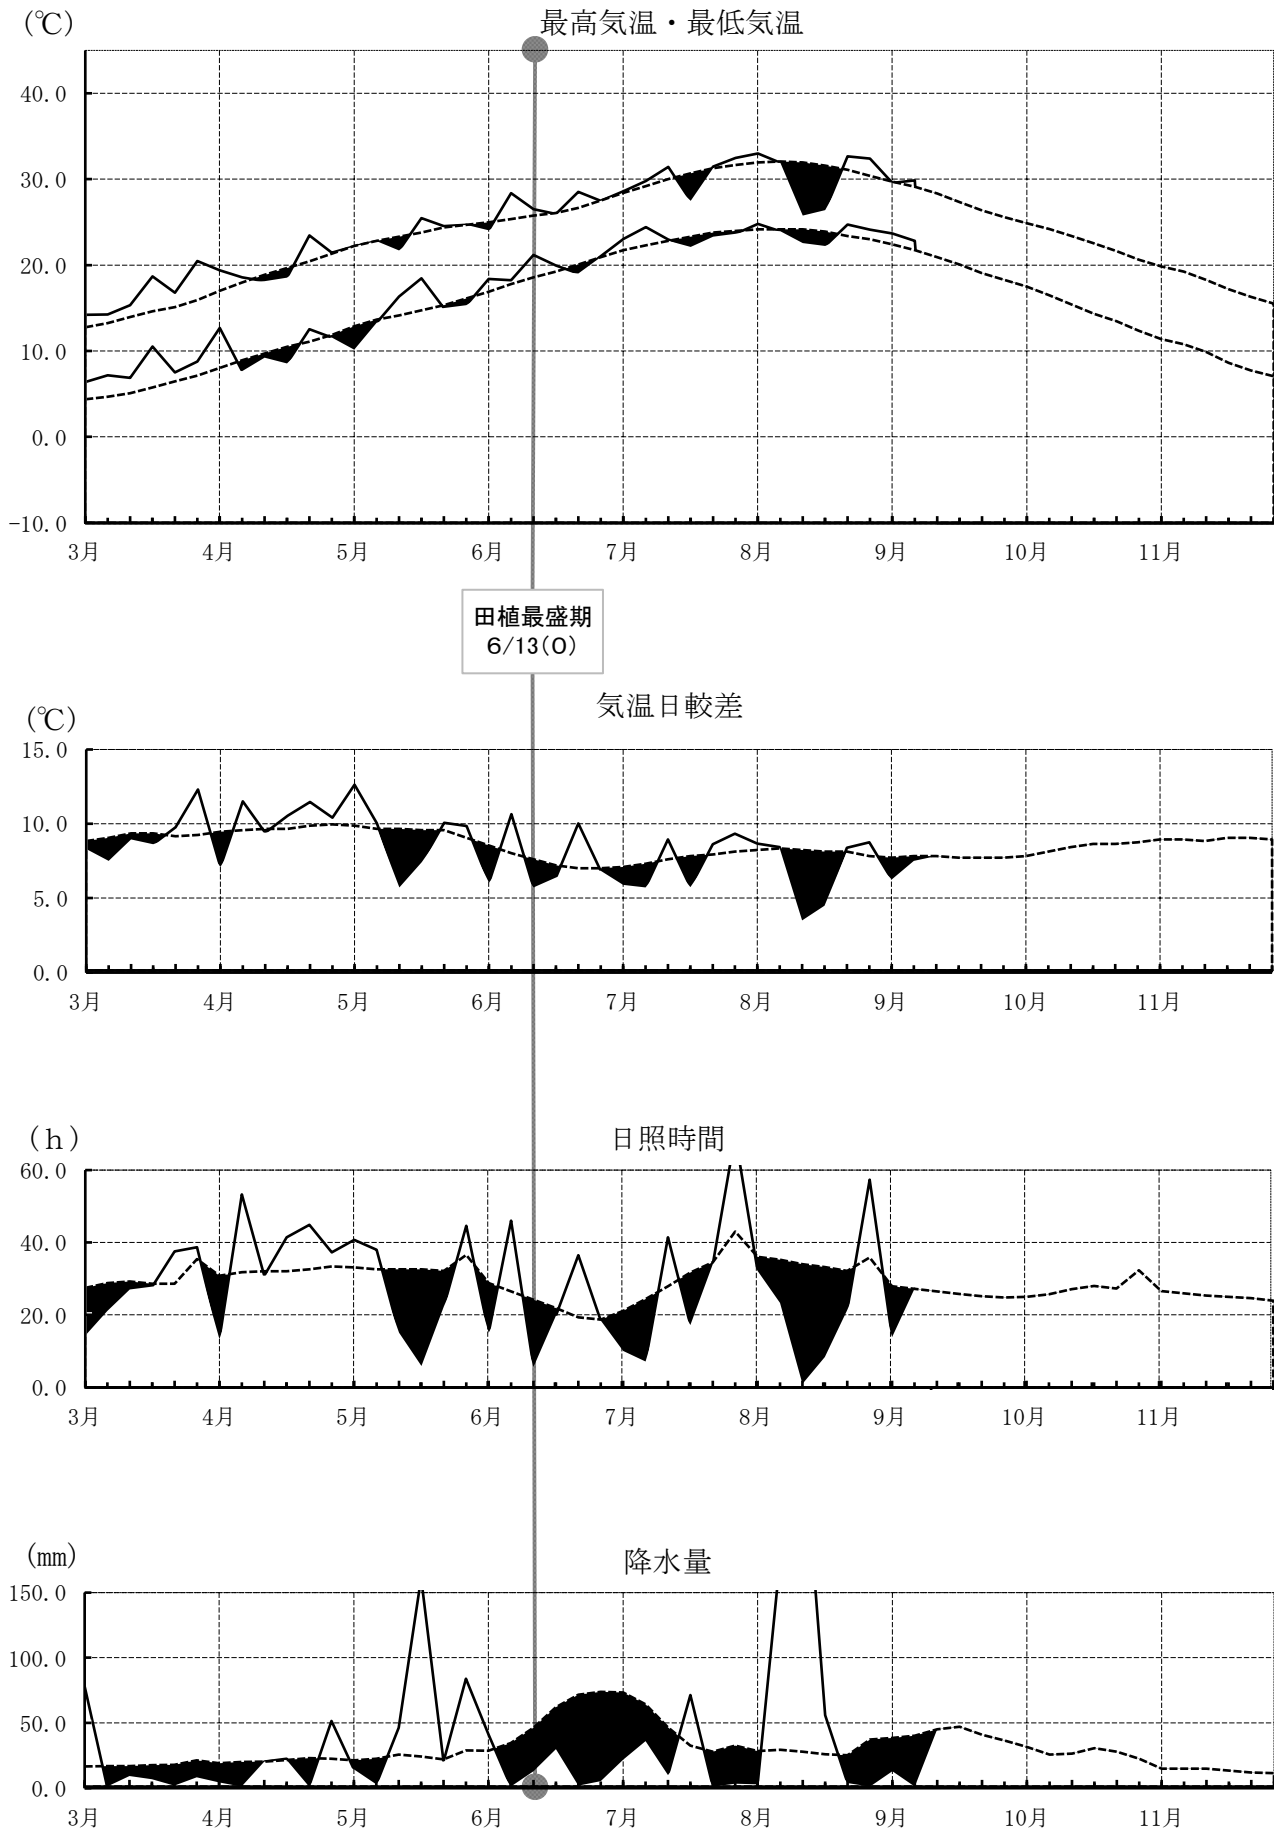 (℃)
最高気温・最低気温
40.0
30.0
20.0
10.0
0.0
-10.0
3月 4月 5月 6月 7月 8月 9月 10月 11月
田植最盛期
6/13(0)
(℃)
気温日較差
15.0
10.0
5.0
0.0
3月 4月 5月 6月 7月 8月 9月 10月 11月
(h)
日照時間
60.0
40.0
20.0
0.0
3月 4月 5月 6月 7月 8月 9月 10月 11月
(mm)
降水量
150.0
100.0
50.0
0.0
3月 4月 5月 6月 7月 8月 9月 10月 11月